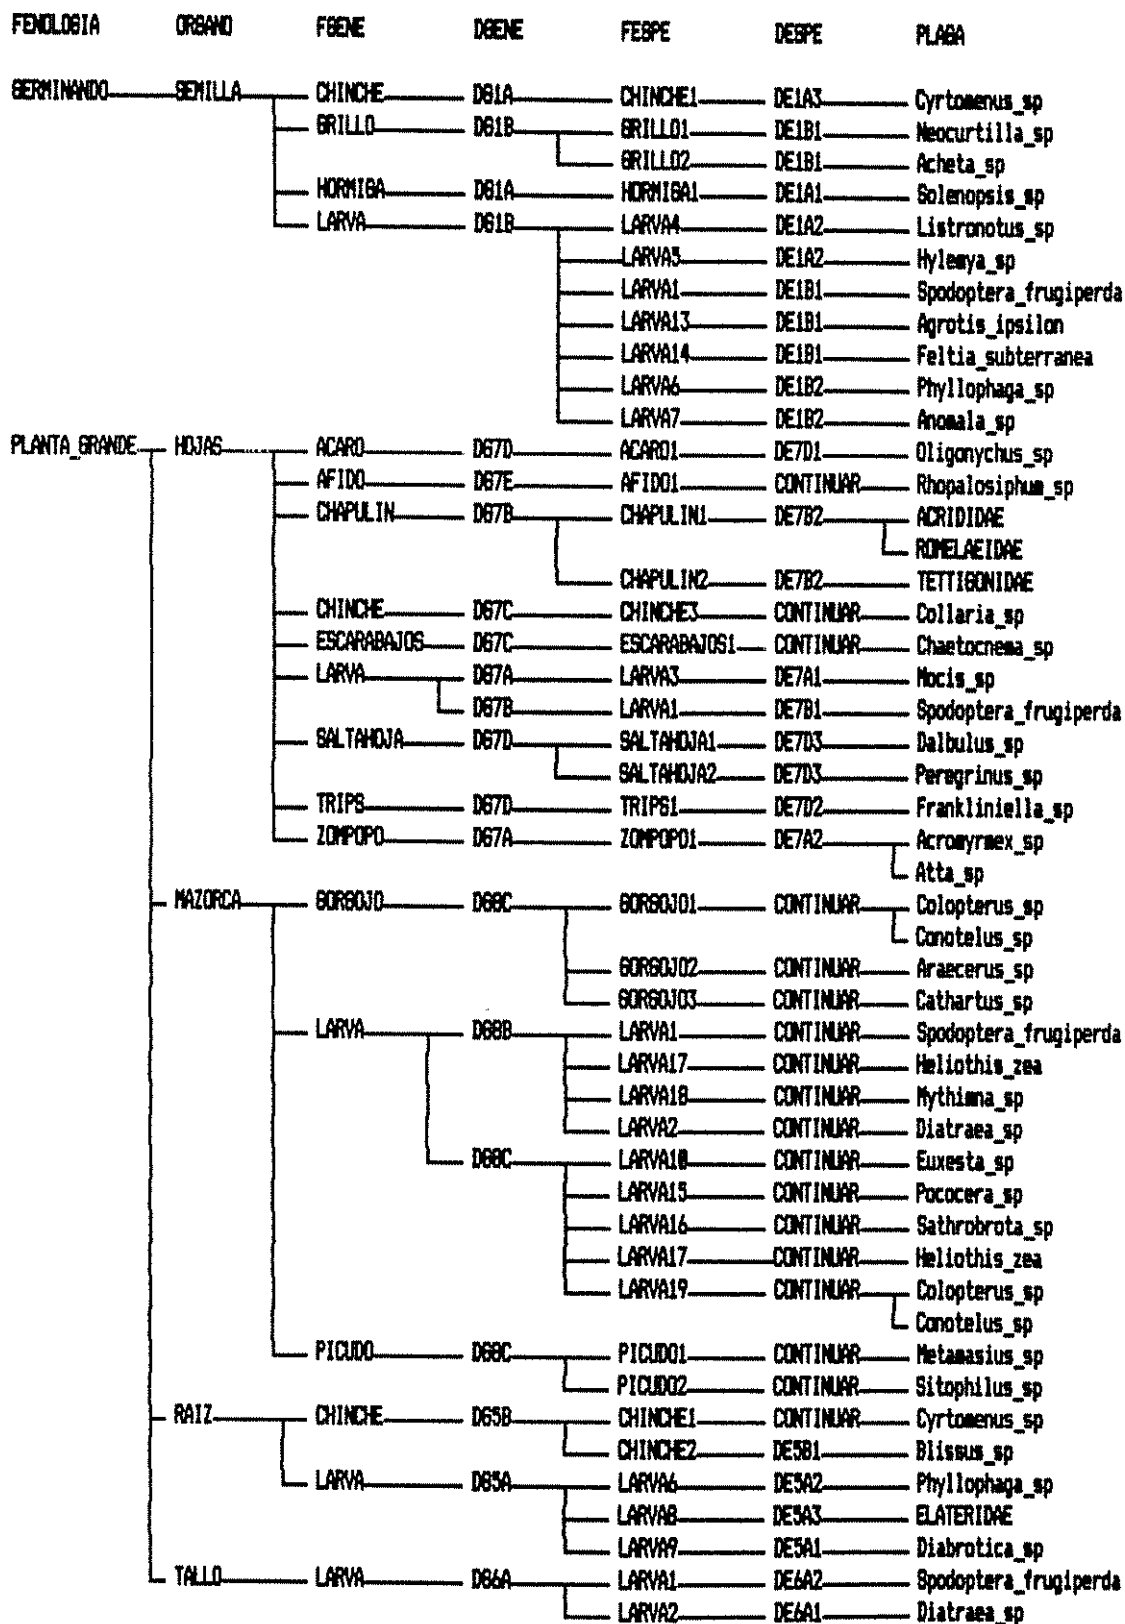 FENOLOGIA ORGANO FGENE DGENE FESPE DESPE PLAGA
GERMINANDO SEMILLA CHINCHE DG1A CHINCHE1 DE1A3 Cyrtomenus_sp
GRILLO DG1B GRILLO1 DE1B1 Neocurtilla_sp
GRILLO2 DE1B1 Acheta_sp
HORMIGA DG1A HORMIGA1 DE1A1 Solenopsis_sp
LARVA DG1B LARVA4 DE1A2 Listronotus_sp
LARVA5 DE1A2 Hylemya_sp
LARVA1 DE1B1 Spodoptera_frugiperda
LARVA13 DE1B1 Agrotis_ipsilon
LARVA14 DE1B1 Feltia_subterranea
LARVA6 DE1B2 Phyllophaga_sp
LARVA7 DE1B2 Anomala_sp
PLANTA_GRANDE HOJAS ACARO DG7D ACARO1 DE7D1 Oligonychus_sp
AFIDO DG7E AFIDO1 CONTINUAR Rhopalosiphum_sp
CHAPULIN DG7B CHAPULIN1 DE7B2 ACRIDIDAE
ROMELAEIDAE
CHAPULIN2 DE7B2 TETTIGONIDAE
CHINCHE DG7C CHINCHE3 CONTINUAR Collaria_sp
ESCARABAJOS DG7C ESCARABAJOS1 CONTINUAR Chaetocnema_sp
LARVA DG7A LARVA3 DE7A1 Mocis_sp
DG7B LARVA1 DE7B1 Spodoptera_frugiperda
SALTAHOJA DG7D SALTAHOJA1 DE7D3 Dalbulus_sp
SALTAHOJA2 DE7D3 Peregrinus_sp
TRIPS DG7D TRIPS1 DE7D2 Frankliniella_sp
ZOMPOPO DG7A ZOMPOPO1 DE7A2 Acromyrmex_sp
Atta_sp
MAZORCA GORGOJO DG8C GORGOJO1 CONTINUAR Colopterus_sp
Conotelus_sp
GORGOJO2 CONTINUAR Araecerus_sp
GORGOJO3 CONTINUAR Cathartus_sp
LARVA DG8B LARVA1 CONTINUAR Spodoptera_frugiperda
LARVA17 CONTINUAR Heliothis_zea
LARVA18 CONTINUAR Mythimna_sp
LARVA2 CONTINUAR Diatraea_sp
DG8C LARVA10 CONTINUAR Euxesta_sp
LARVA15 CONTINUAR Pococera_sp
LARVA16 CONTINUAR Sathrobrota_sp
LARVA17 CONTINUAR Heliothis_zea
LARVA19 CONTINUAR Colopterus_sp
Conotelus_sp
PICUDO DG8C PICUDO1 CONTINUAR Metamasius_sp
PICUDO2 CONTINUAR Sitophilus_sp
RAIZ CHINCHE DG5B CHINCHE1 CONTINUAR Cyrtomenus_sp
CHINCHE2 DE5B1 Blissus_sp
LARVA DG5A LARVA6 DE5A2 Phyllophaga_sp
LARVA8 DE5A3 ELATERIDAE
LARVA9 DE5A1 Diabrotica_sp
TALLO LARVA DG6A LARVA1 DE6A2 Spodoptera_frugiperda
LARVA2 DE6A1 Diatraea_sp